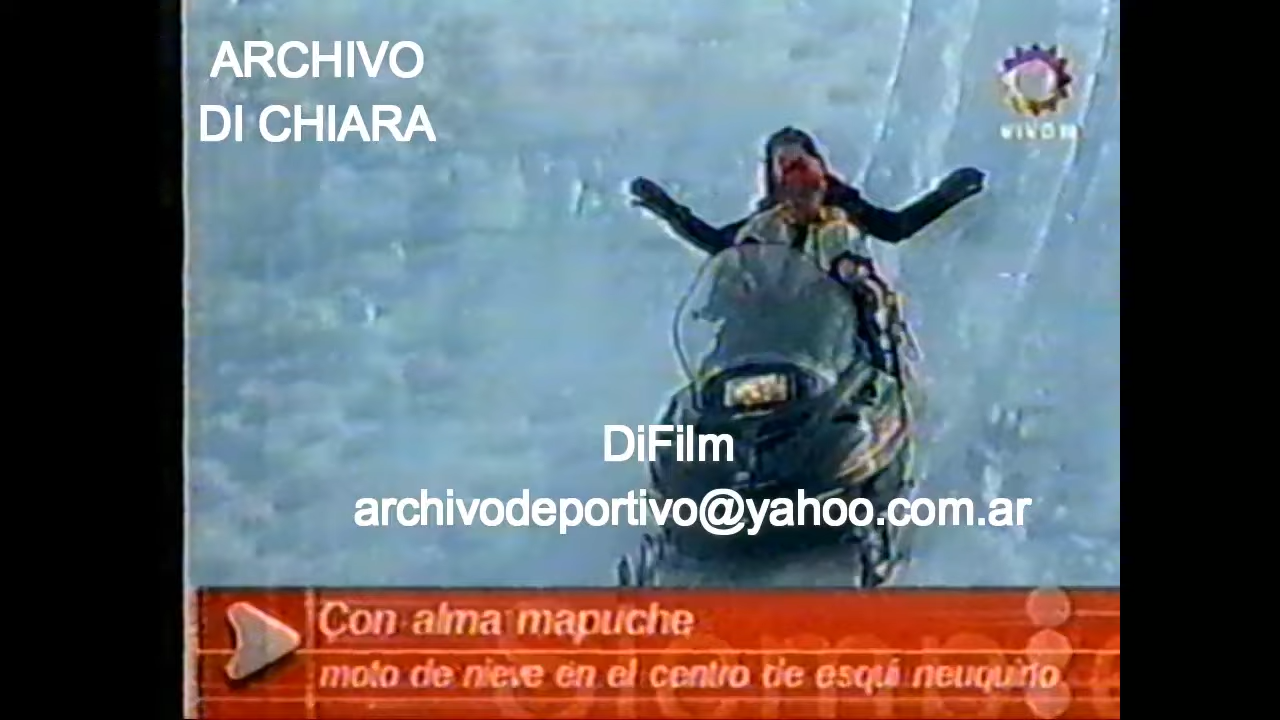 ARCHIVO
DI CHIARA
VIVO
DiFilm
archivodeportivo@yahoo.com.ar
Con alma mapuche
moto de nieve en el centro de esquí neuquino.